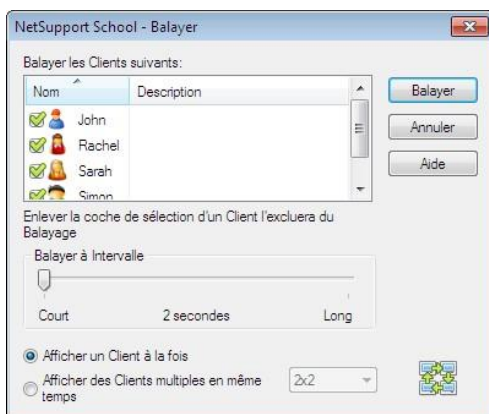 NetSupport School - Balayer
Balayer les Clients suivants:
Nom Description
John
Rachel
Sarah
Simon
Balayer
Annuler
Aide
Enlever la coche de sélection d'un Client l'excluera du
Balayage
Balayer à Intervalle
Court 2 secondes Long
Afficher un Client à la fois
Afficher des Clients multiples en même
temps
2x2